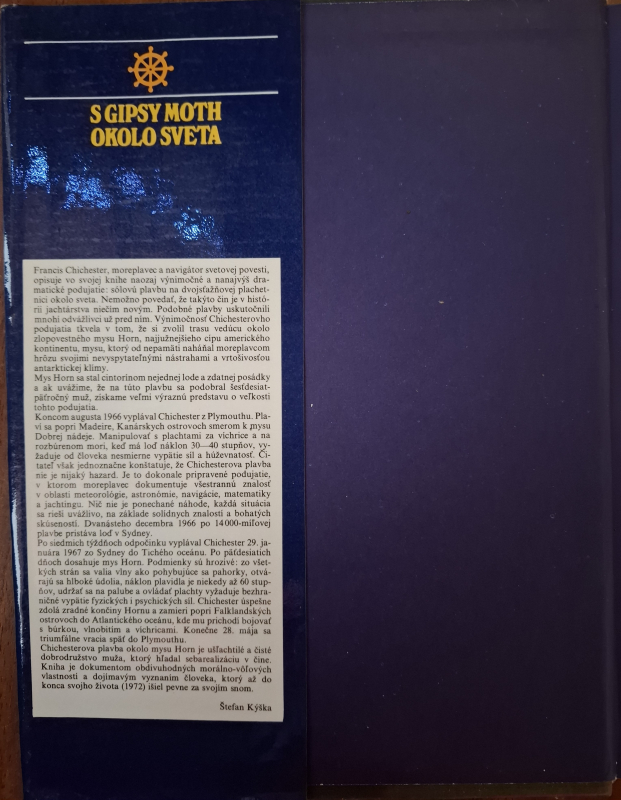 S GIPSY MOTH
OKOLO SVETA
Francis Chichester, moreplavec a navigátor svetovej povesti,
opisuje vo svojej knihe naozaj výnimočné a nanajvýš dra-
matické podujatie: sólovú plavbu na dvojsťažňovej plachet-
nici okolo sveta. Nemožno povedať, že takýto čin je v histó-
rii jachtárstva niečím novým. Podobné plavby uskutočnili
mnohí odvážlivci už pred ním. Výnimočnosť Chichesterovho
podujatia tkvela v tom, že si zvolil trasu vedúcu okolo
zlopovestného mysu Horn, najjužnejšieho cípu amerického
kontinentu, mysu, ktorý od nepamäti naháňal moreplavcom
hrôzu svojimi nevyspytateľnými nástrahami a vrtošivosťou
antarktickej klímy.
Mys Horn sa stal cintorínom nejednej lode a zdatnej posádky
a ak uvážime, že na túto plavbu sa podobral šesťdesiat-
päťročný muž, získame veľmi výraznú predstavu o veľkosti
tohto podujatia.
Koncom augusta 1966 vyplával Chichester z Plymouthu. Pla-
ví sa popri Madeire, Kanárskych ostrovoch smerom k mysu
Dobrej nádeje. Manipulovať s plachtami za víchrice a na
rozbúrenom mori, keď má loď náklon 30—40 stupňov, vy-
žaduje od človeka nesmierne vypätie síl a húževnatosť. Či-
tateľ však jednoznačne konštatuje, že Chichesterova plavba
nie je nijaký hazard. Je to dokonale pripravené podujatie,
v ktorom moreplavec dokumentuje všestrannú znalosť
v oblasti meteorológie, astronómie, navigácie, matematiky
a jachtingu. Nič nie je ponechané náhode, každá situácia
sa rieši uvážlivo, na základe solídnych znalostí a bohatých
skúseností. Dvanásteho decembra 1966 po 14 000-míľovej
plavbe pristáva loď v Sydney.
Po siedmich týždňoch odpočinku vyplával Chichester 29. ja-
nuára 1967 zo Sydney do Tichého oceánu. Po päťdesiatich
dňoch dosahuje mys Horn. Podmienky sú hrozivé: zo všet-
kých strán sa valia vlny ako pohybujúce sa pahorky, otvá-
rajú sa hlboké údolia, náklon plavidla je niekedy až 60 stup-
ňov, udržať sa na palube a ovládať plachty vyžaduje bezhra-
ničné vypätie fyzických i psychických síl. Chichester úspešne
zdolá zradné končiny Hornu a zamieri popri Falklandských
ostrovoch do Atlantického oceánu, kde mu prichodí bojovať
s búrkou, vlnobitím a víchricami. Konečne 28. mája sa
triumfálne vracia späť do Plymouthu.
Chichesterova plavba okolo mysu Horn je ušľachtilé a čisté
dobrodružstvo muža, ktorý hľadal sebarealizáciu v čine.
Kniha je dokumentom obdivuhodných morálno-vôľových
vlastností a dojímavým vyznaním človeka, ktorý až do
konca svojho života (1972) išiel pevne za svojím snom.
Štefan Kýška